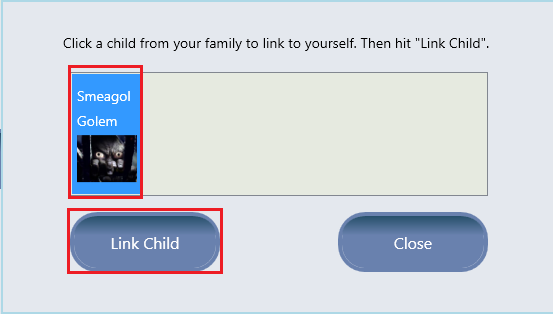 Click a child from your family to link to yourself. Then hit "Link Child".
Smeagol
Golem
Link Child
Close